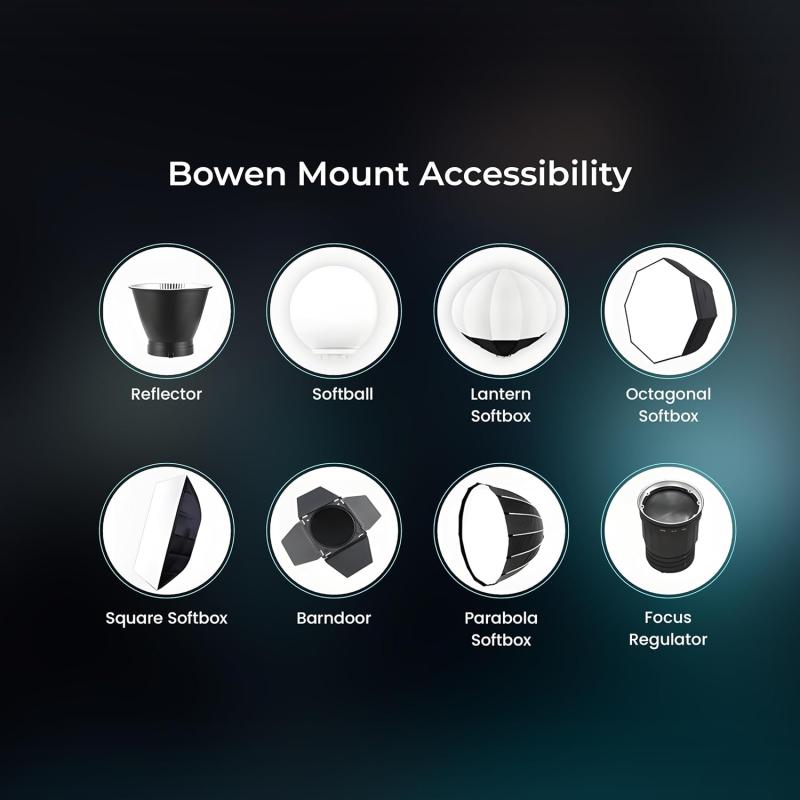 Bowen Mount Accessibility
Reflector
Softball
Lantern
Softbox
Octagonal
Softbox
Square Softbox
Barndoor
Parabola
Softbox
Focus
Regulator